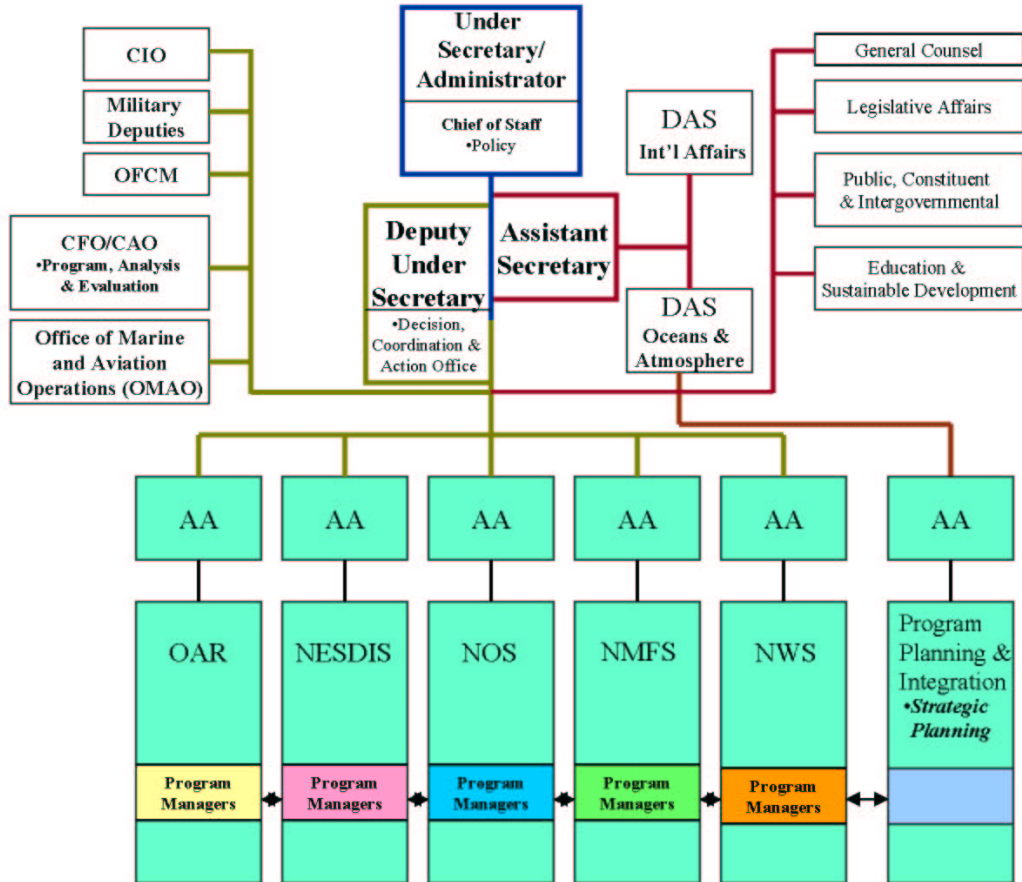 CIO
Military
Deputies
OFCM
CFO/CAO
•Program, Analysis
& Evaluation
Office of Marine
and Aviation
Operations (OMAO)
Under
Secretary/
Administrator
Chief of Staff
•Policy
Deputy
Under
Secretary
•Decision,
Coordination &
Action Office
Assistant
Secretary
DAS
Int'l Affairs
DAS
Oceans &
Atmosphere
General Counsel
Legislative Affairs
Public, Constituent
& Intergovernmental
Education &
Sustainable Development
AA
AA
AA
AA
AA
AA
OAR
NESDIS
NOS
NMFS
NWS
Program
Planning &
Integration
•Strategic
Planning
Program
Managers
Program
Managers
Program
Managers
Program
Managers
Program
Managers